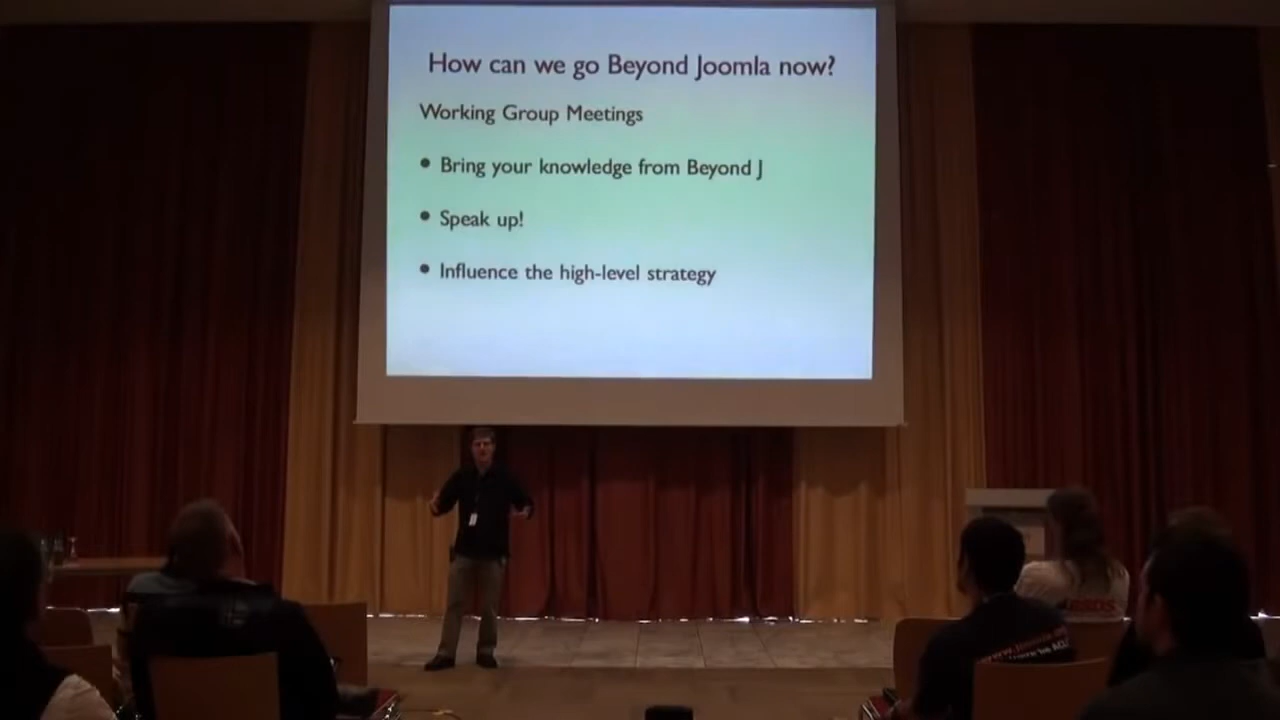 How can we go Beyond Joomla now?
Working Group Meetings
• Bring your knowledge from Beyond J
• Speak up!
• Influence the high-level strategy